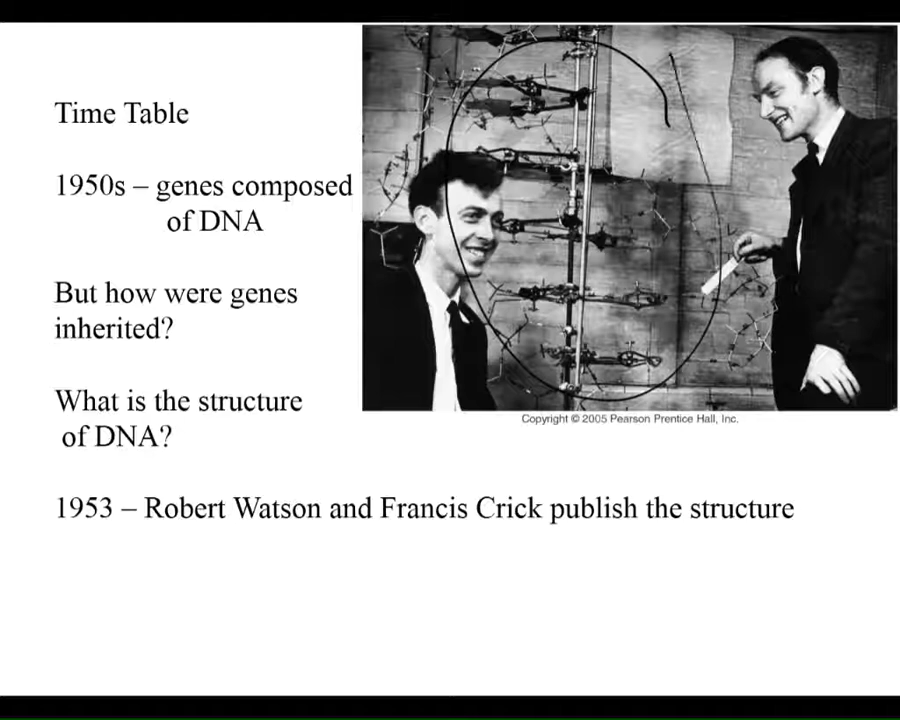 Time Table
1950s – genes composed
of DNA
But how were genes
inherited?
What is the structure
of DNA?
Copyright © 2005 Pearson Prentice Hall, Inc.
1953 – Robert Watson and Francis Crick publish the structure